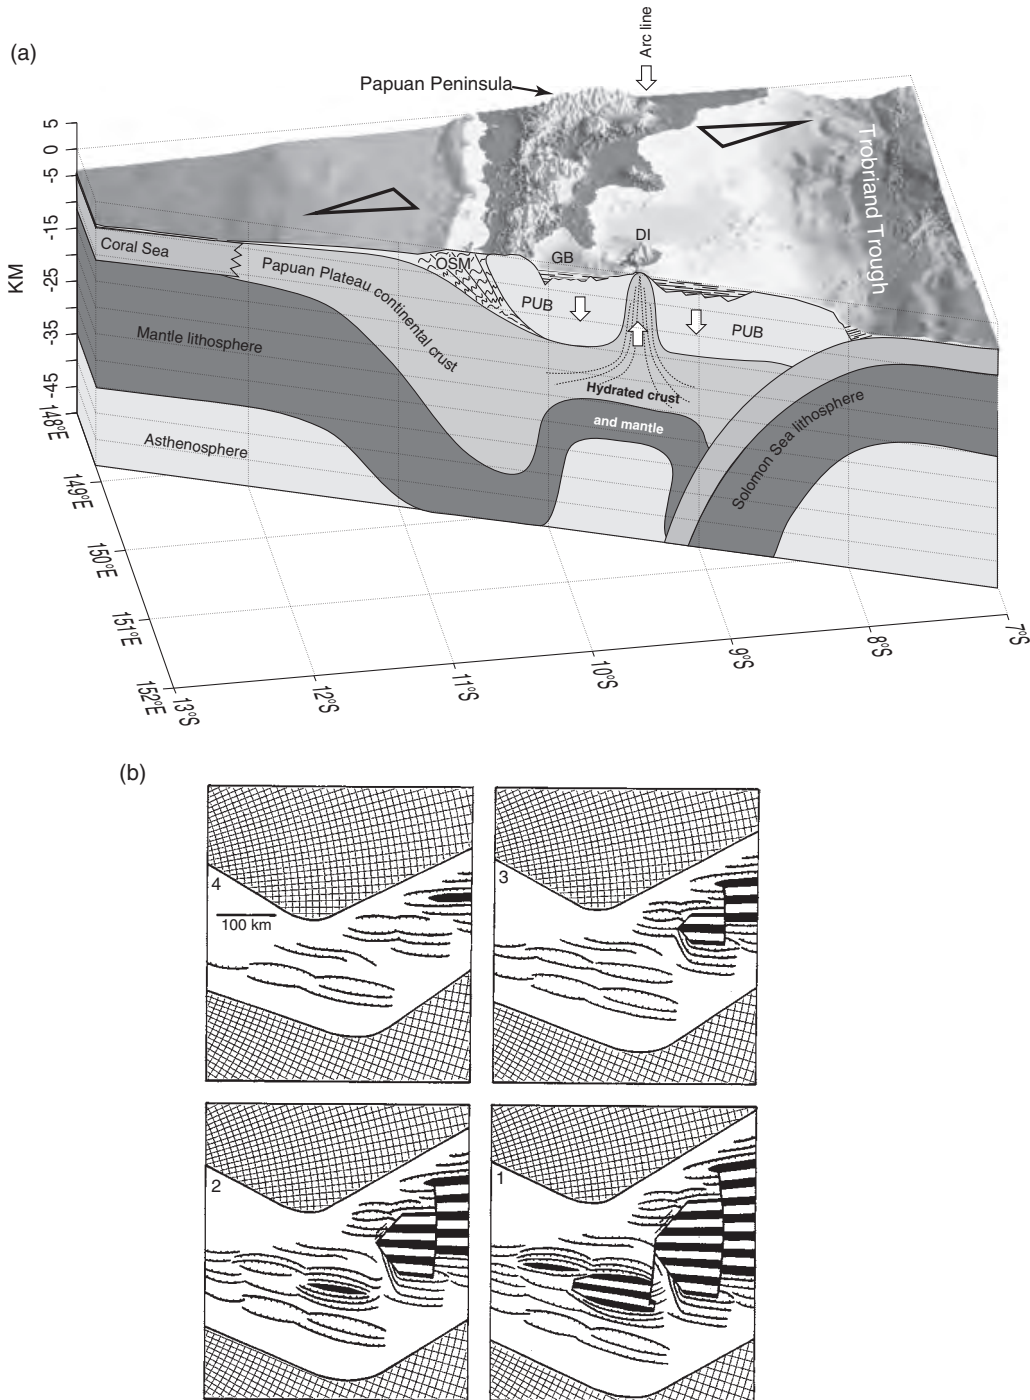 (a)
Arc line
Papuan Peninsula
Trobriand Trough
KM
5
0
-5
-15
-25
-35
-45
Coral Sea
Papuan Plateau continental crust
OSM
GB
DI
PUB
PUB
Mantle lithosphere
Hydrated crust
and mantle
Asthenosphere
Solomon Sea lithosphere
148°E
149°E
150°E
151°E
152°E
13°S
12°S
11°S
10°S
9°S
8°S
7°S
(b)
4
100 km
3
2
1